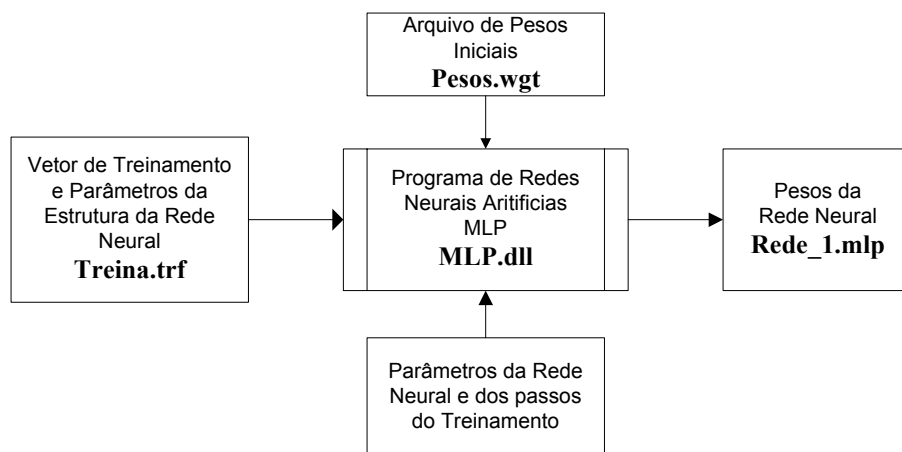 Arquivo de Pesos
Iniciais
Pesos.wgt
Vetor de Treinamento
e Parâmetros da
Estrutura da Rede
Neural
Treina.trf
Programa de Redes
Neurais Aritificias
MLP
MLP.dll
Pesos da
Rede Neural
Rede_1.mlp
Parâmetros da Rede
Neural e dos passos
do Treinamento